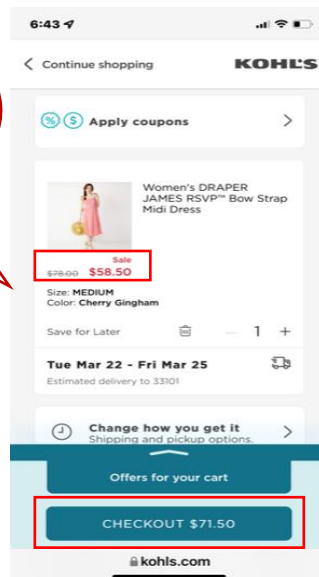 6:43
Continue shopping
KOHL'S
Apply coupons
Women's DRAPER
JAMES RSVP™ Bow Strap
Midi Dress
Sale
$78.00 $58.50
Size: MEDIUM
Color: Cherry Gingham
Save for Later
1
Tue Mar 22 - Fri Mar 25
Estimated delivery to 33101
Change how you get it
Shipping and pickup options.
Offers for your cart
CHECKOUT $71.50
kohls.com